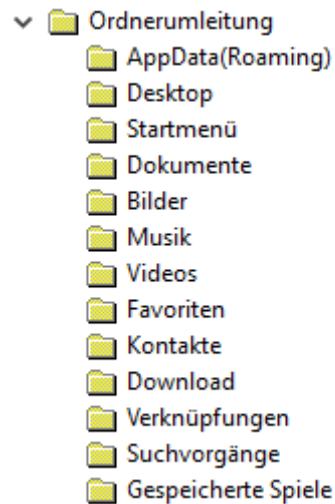 Ordnerumleitung
AppData(Roaming)
Desktop
Startmenü
Dokumente
Bilder
Musik
Videos
Favoriten
Kontakte
Download
Verknüpfungen
Suchvorgänge
Gespeicherte Spiele